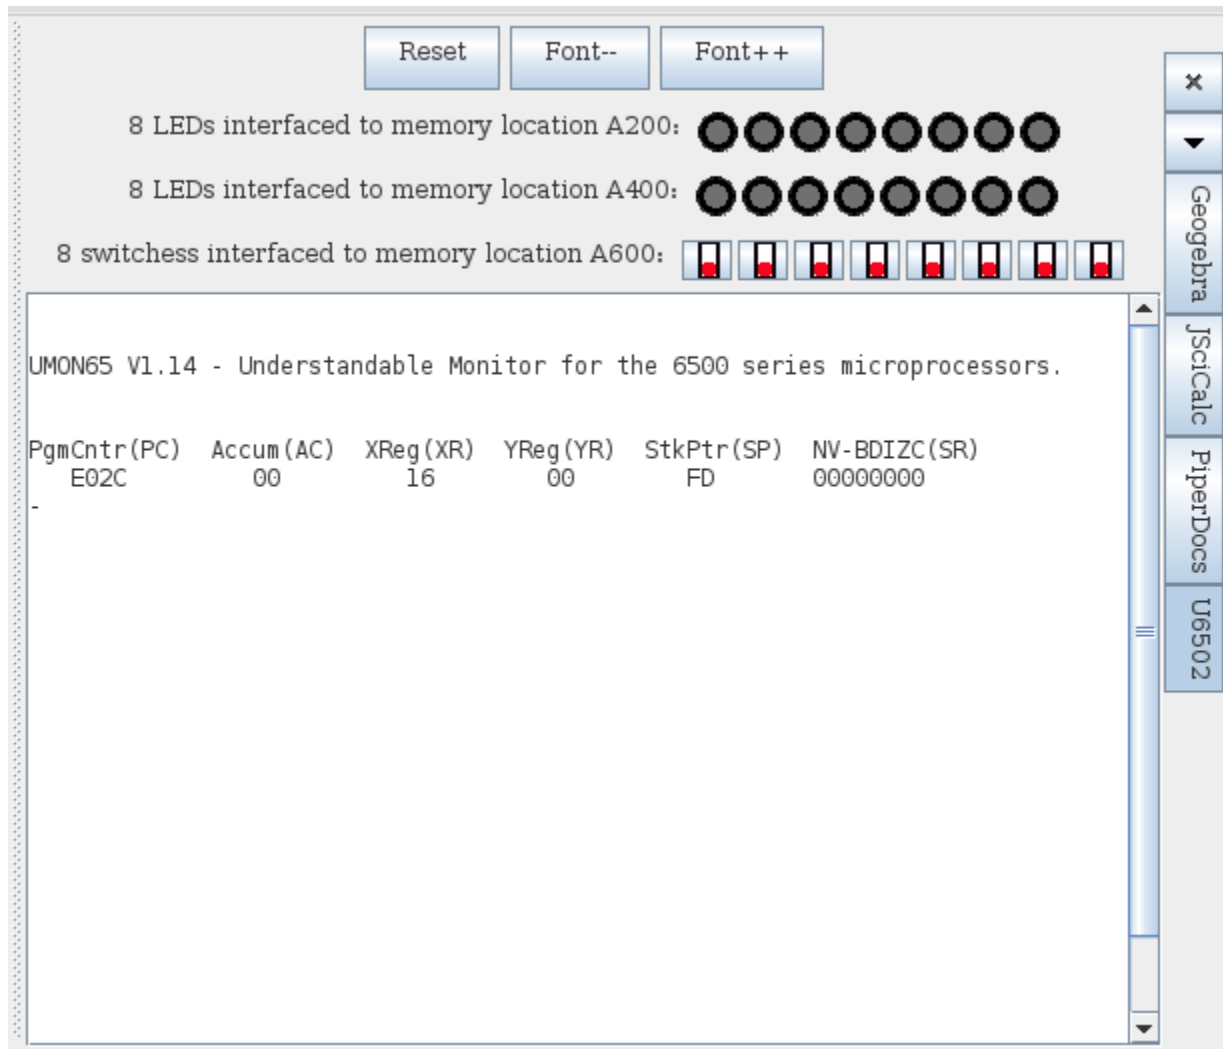 Reset Font-- Font++
8 LEDs interfaced to memory location A200:
8 LEDs interfaced to memory location A400:
8 switchess interfaced to memory location A600:
UMON65 V1.14 - Understandable Monitor for the 6500 series microprocessors.
PgmCntr(PC) Accum(AC) XReg(XR) YReg(YR) StkPtr(SP) NV-BDIZC(SR)
E02C 00 16 00 FD 00000000
-
Geogebra
JSciCalc
PiperDocs
U6502